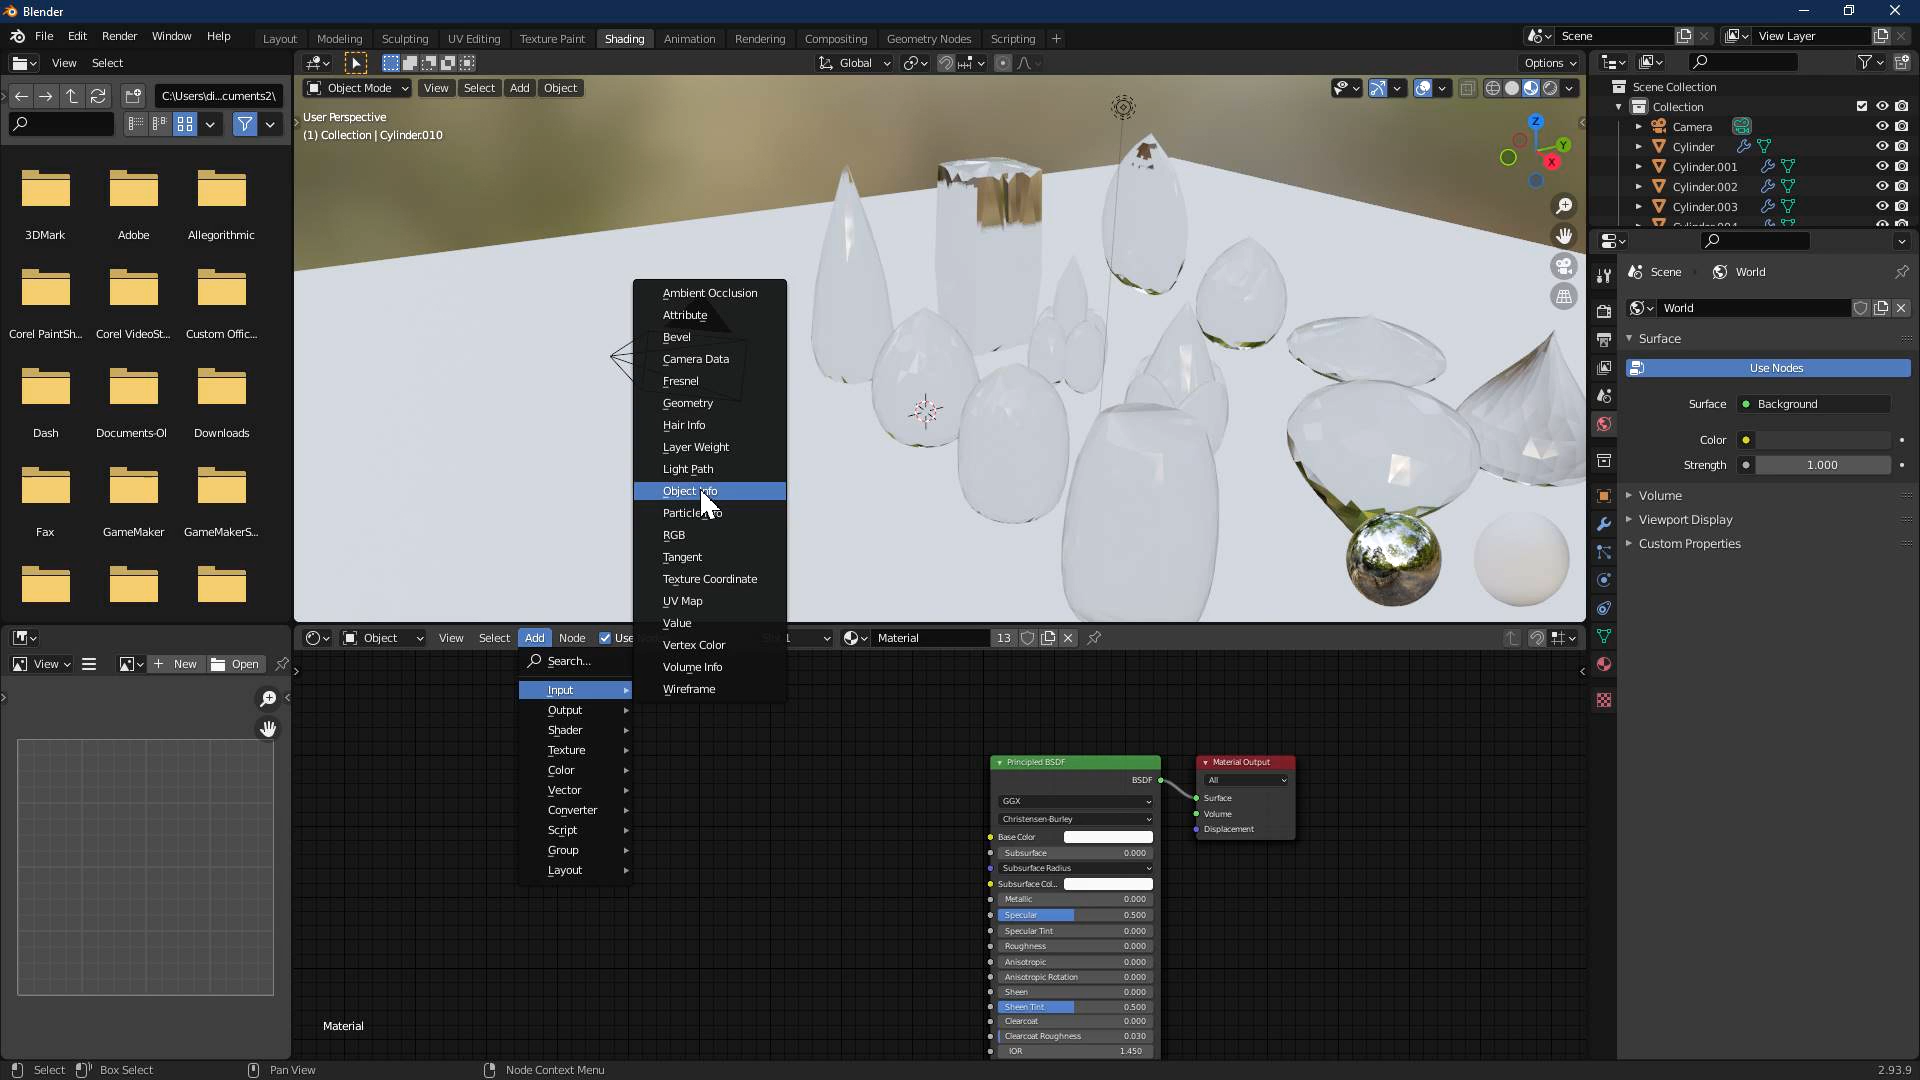 Blender
File Edit Render Window Help
Layout Modeling Sculpting UV Editing Texture Paint Shading Animation Rendering Compositing Geometry Nodes Scripting +
Scene
View Layer
View Select
Global
Options
C:\Users\di...cuments2\
Object Mode View Select Add Object
User Perspective
(1) Collection | Cylinder.010
Z
Y
X
3DMark Adobe Allegorithmic
Corel PaintSh... Corel VideoSt... Custom Offic...
Dash Documents-Ol Downloads
Fax GameMaker GameMakerS...
Scene Collection
Collection
Camera
Cylinder
Cylinder.001
Cylinder.002
Cylinder.003
Scene World
World
Surface
Use Nodes
Surface Background
Color
Strength 1.000
Volume
Viewport Display
Custom Properties
Ambient Occlusion
Attribute
Bevel
Camera Data
Fresnel
Geometry
Hair Info
Layer Weight
Light Path
Object Info
RGB
Tangent
Texture Coordinate
UV Map
Value
Vertex Color
Volume Info
Wireframe
Object View Select Add Node
Material 13
View New Open
Search...
Input
Output
Shader
Texture
Color
Vector
Converter
Script
Group
Layout
Principled BSDF
BSDF
GGX
Christensen-Burley
Base Color
Subsurface 0.000
Subsurface Radius
Subsurface Col...
Metallic 0.000
Specular 0.500
Specular Tint 0.000
Roughness 0.000
Anisotropic 0.000
Anisotropic Rotation 0.000
Sheen 0.000
Sheen Tint 0.500
Clearcoat 0.000
Clearcoat Roughness 0.030
IOR 1.450
Material Output
All
Surface
Volume
Displacement
Material
Select Box Select Pan View Node Context Menu 2.93.9